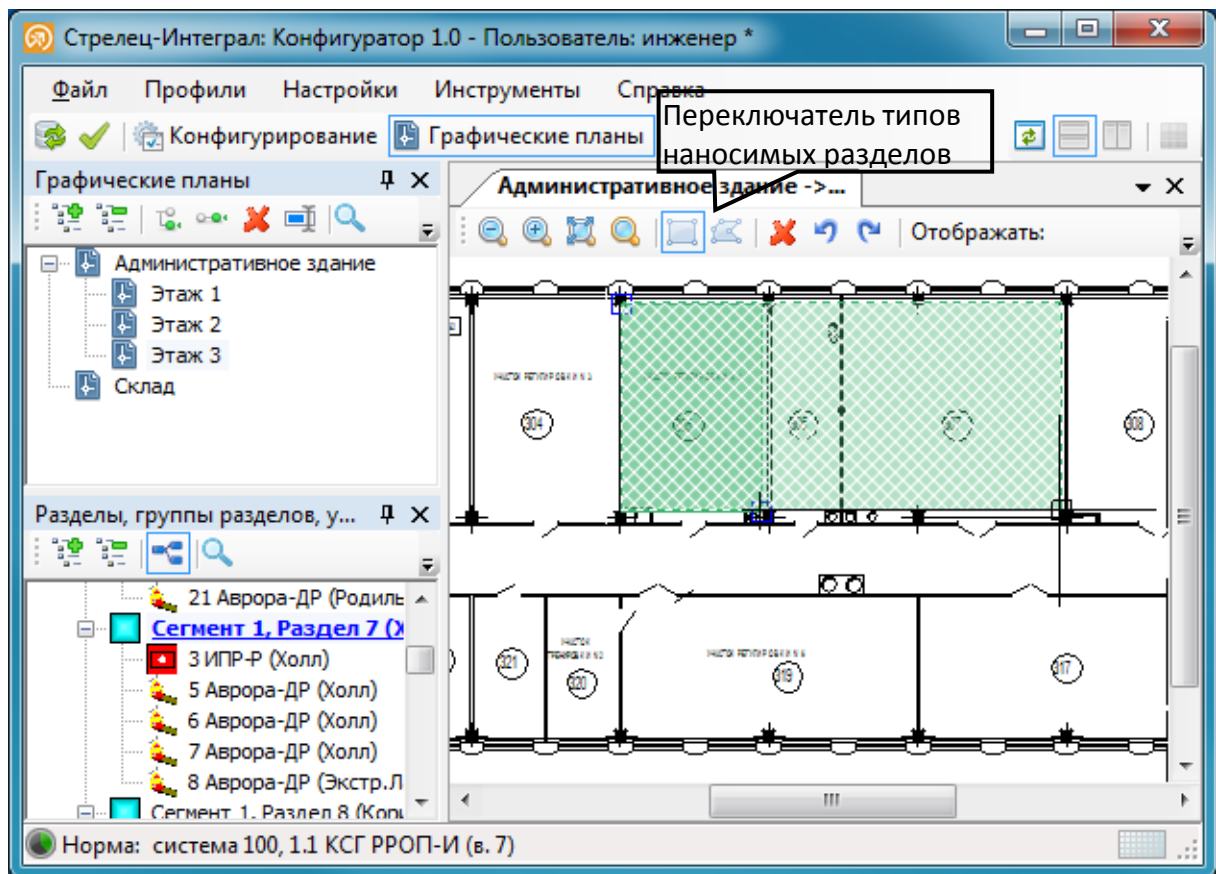 Стрелец-Интеграл: Конфигуратор 1.0 - Пользователь: инженер *
Файл Профили Настройки Инструменты Справка
Переключатель типов
наносимых разделов
Конфигурирование Графические планы
Графические планы
Административное здание ->...
Отображать:
Административное здание
Этаж 1
Этаж 2
Этаж 3
Склад
304
308
Разделы, группы разделов, у...
21 Аврора-ДР (Родиль
Сегмент 1, Раздел 7 (Х
3 ИПР-Р (Холл)
5 Аврора-ДР (Холл)
6 Аврора-ДР (Холл)
7 Аврора-ДР (Холл)
8 Аврора-ДР (Экстр.Л
Сегмент 1, Раздел 8 (Кори
321
320
319
317
Норма: система 100, 1.1 КСГ РРОП-И (в. 7)